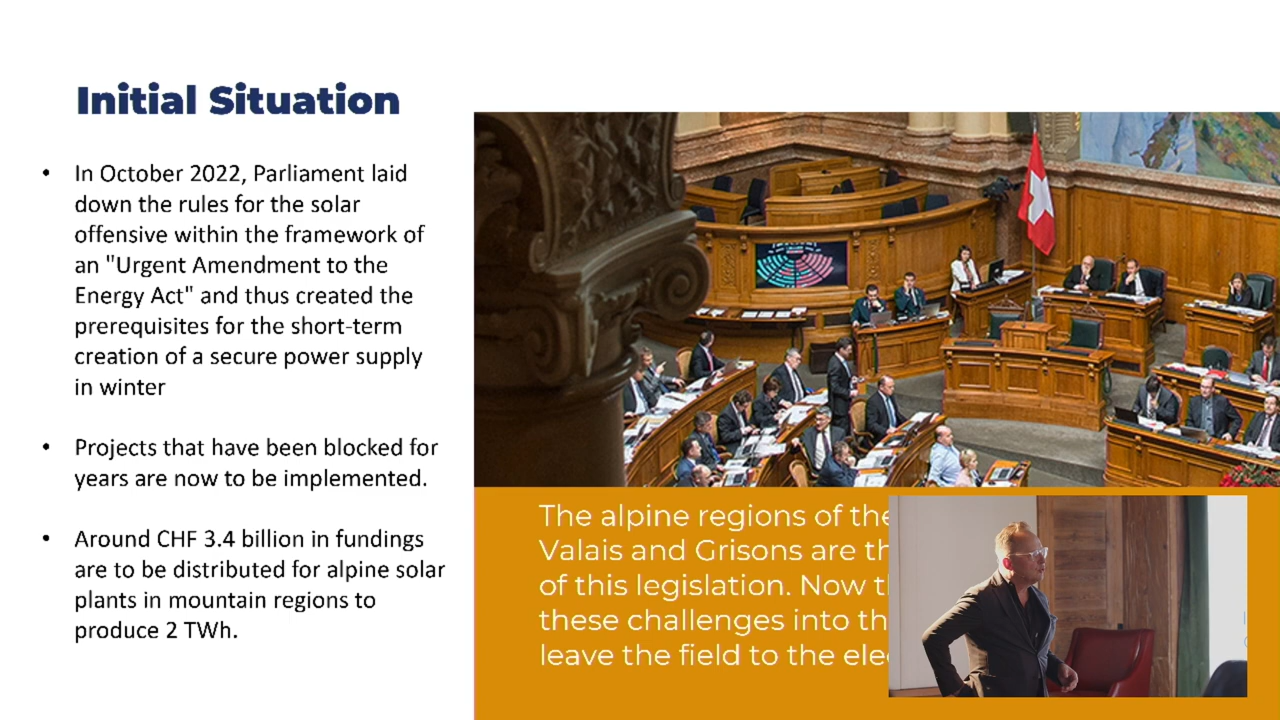 Initial Situation
• In October 2022, Parliament laid
down the rules for the solar
offensive within the framework of
an "Urgent Amendment to the
Energy Act" and thus created the
prerequisites for the short-term
creation of a secure power supply
in winter
• Projects that have been blocked for
years are now to be implemented.
• Around CHF 3.4 billion in fundings
are to be distributed for alpine solar
plants in mountain regions to
produce 2 TWh.
The alpine regions of the
Valais and Grisons are
of this legislation. Now
these challenges into
leave the field to the